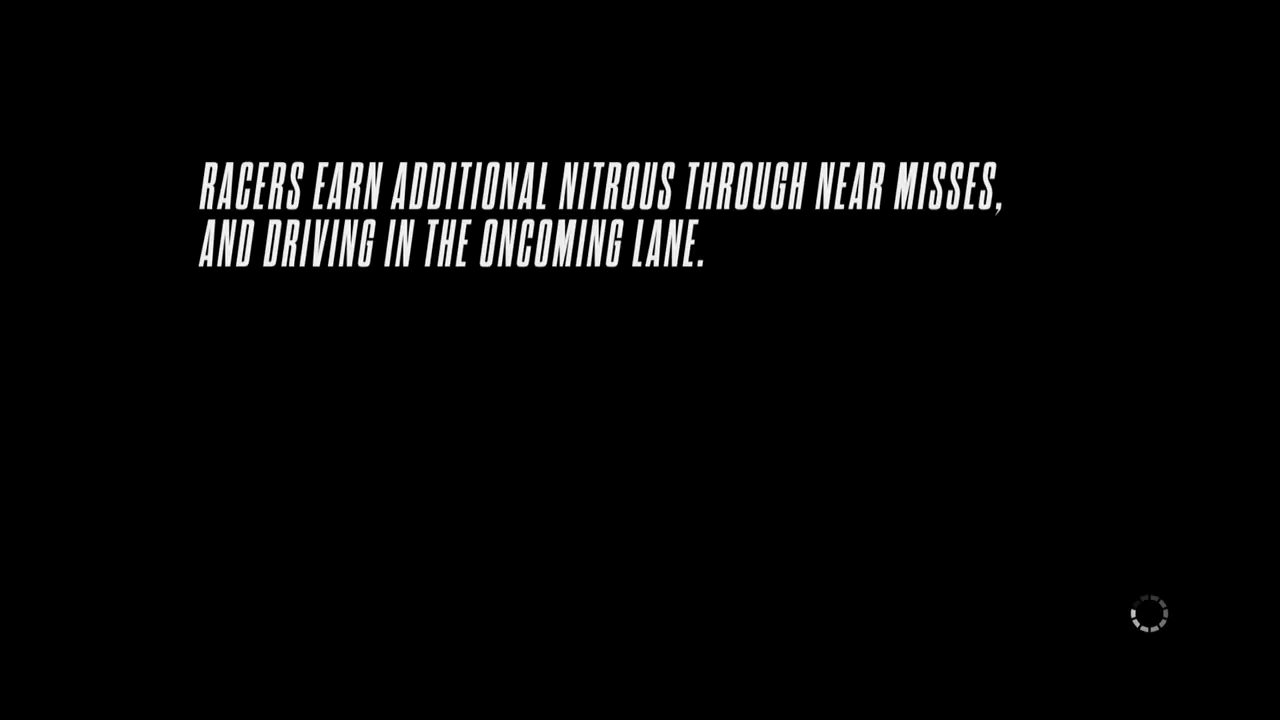 RACERS EARN ADDITIONAL NITROUS THROUGH NEAR MISSES,
AND DRIVING IN THE ONCOMING LANE.